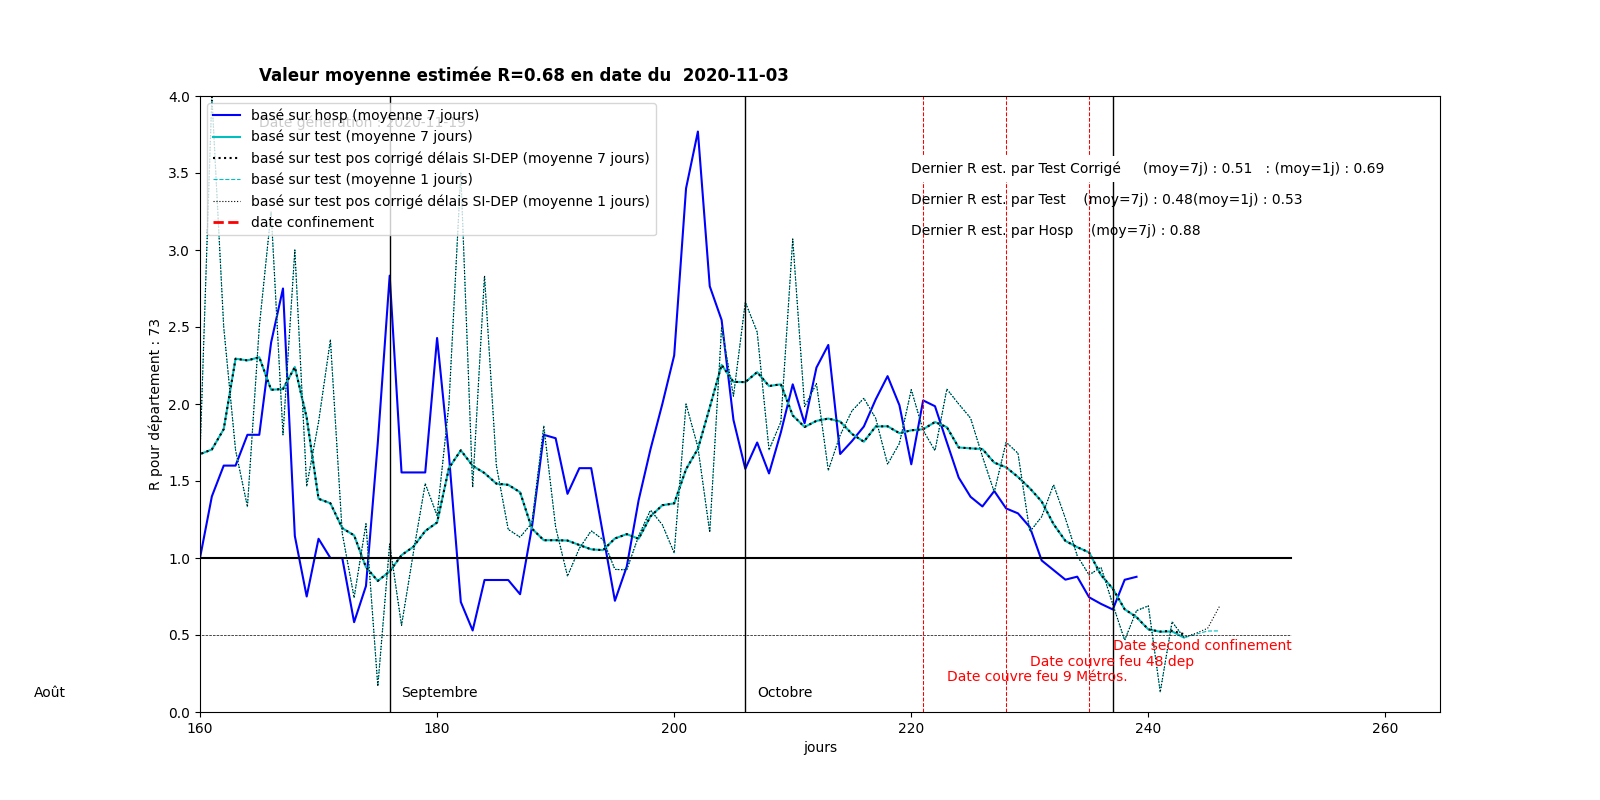 Valeur moyenne estimée R=0.68 en date du  2020-11-03
4.0
3.5
3.0
2.5
2.0
1.5
1.0
0.5
0.0
R pour département : 73
basé sur hosp (moyenne 7 jours)
Date génération : 2020-11-19
basé sur test (moyenne 7 jours)
basé sur test pos corrigé délais SI-DEP (moyenne 7 jours)
basé sur test (moyenne 1 jours)
basé sur test pos corrigé délais SI-DEP (moyenne 1 jours)
date confinement
Dernier R est. par Test Corrigé     (moy=7j) : 0.51   : (moy=1j) : 0.69
Dernier R est. par Test    (moy=7j) : 0.48(moy=1j) : 0.53
Dernier R est. par Hosp    (moy=7j) : 0.88
Date second confinement
Date couvre feu 48 dep
Date couvre feu 9 Métros.
Août
Septembre
Octobre
160
180
200
220
240
260
jours